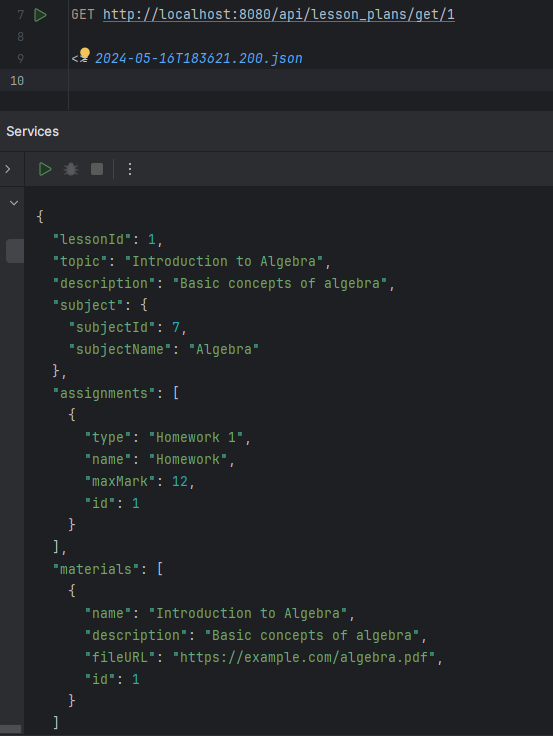 7 GET http://localhost:8080/api/lesson_plans/get/1
8
9 <> 2024-05-16T183621.200.json
10
Services
{
"lessonId": 1,
"topic": "Introduction to Algebra",
"description": "Basic concepts of algebra",
"subject": {
"subjectId": 7,
"subjectName": "Algebra"
},
"assignments": [
{
"type": "Homework 1",
"name": "Homework",
"maxMark": 12,
"id": 1
}
],
"materials": [
{
"name": "Introduction to Algebra",
"description": "Basic concepts of algebra",
"fileURL": "https://example.com/algebra.pdf",
"id": 1
}
]